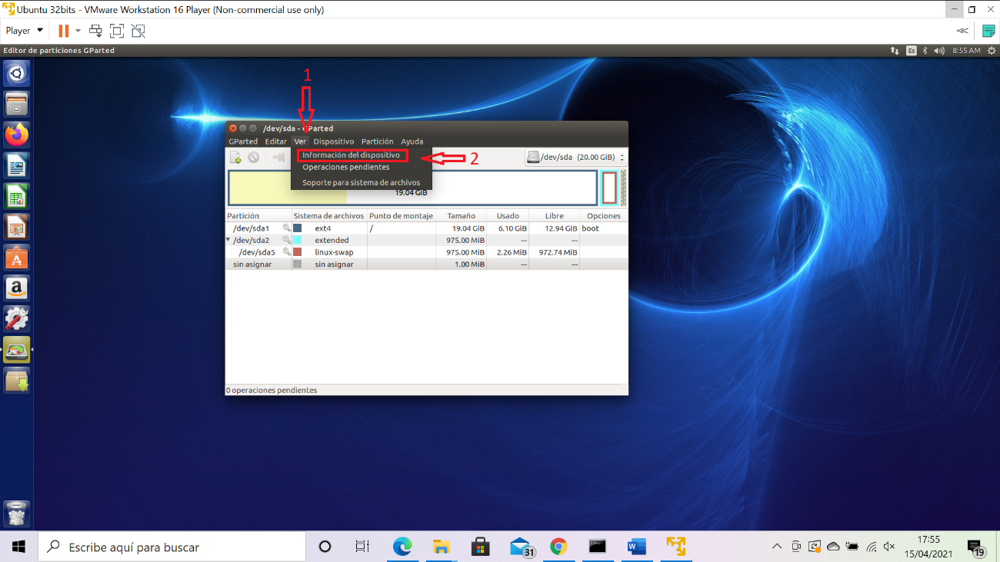 Ubuntu 32bits - VMware Workstation 16 Player (Non-commercial use only)
Player
Editor de particiones GParted
Es
8:55 AM
1
/dev/sda - GParted
GParted Editar Ver Dispositivo Partición Ayuda
Información del dispositivo
2
/dev/sda (20.00 GiB)
Operaciones pendientes
Soporte para sistema de archivos
19.04 GiB
Partición Sistema de archivos Punto de montaje Tamaño Usado Libre Opciones
/dev/sda1 ext4 / 19.04 GiB 6.10 GiB 12.94 GiB boot
/dev/sda2 extended 975.00 MiB — —
/dev/sda5 linux-swap 975.00 MiB 2.26 MiB 972.74 MiB
sin asignar sin asignar 1.00 MiB — —
0 operaciones pendientes
a
Escribe aquí para buscar
31
W
17:55
15/04/2021
19